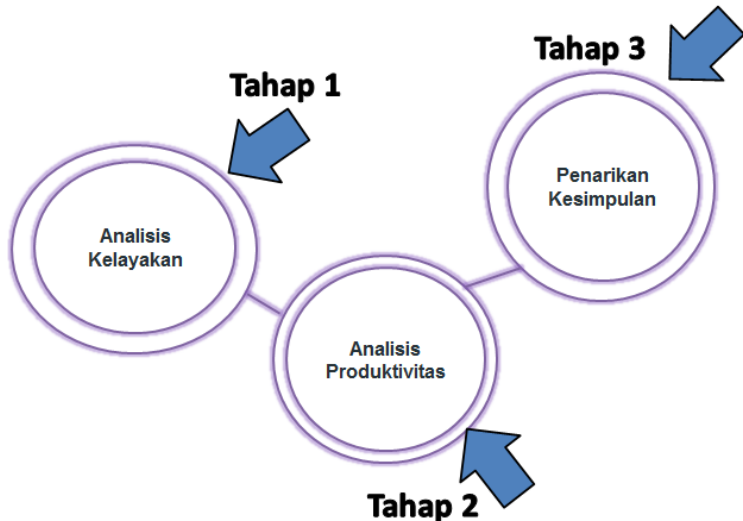 Tahap 1
Analisis
Kelayakan
Tahap 2
Analisis
Produktivitas
Tahap 3
Penarikan
Kesimpulan